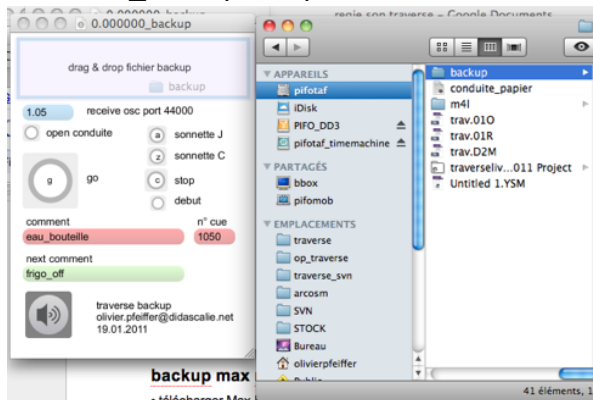 regie son traverse – Google Documents
0.000000_backup
drag & drop fichier backup
backup
1.05 receive osc port 44000
open conduite
a sonnette J
z sonnette C
g go
c stop
debut
comment n° cue
eau_bouteille 1050
next comment
frigo_off
traverse backup
olivier.pfeiffer@didascalie.net
19.01.2011
backup max
APPAREILS
pifotaf
iDisk
PIFO_DD3
pifotaf_timemachine
PARTAGÉS
bbox
pifomob
EMPLACEMENTS
traverse
op_traverse
traverse_svn
arcosm
SVN
STOCK
Bureau
olivierpfeiffer
backup
conduite_papier
m4l
trav.01O
trav.01R
trav.D2M
traverseliv...011 Project
Untitled 1.YSM
41 éléments, 1